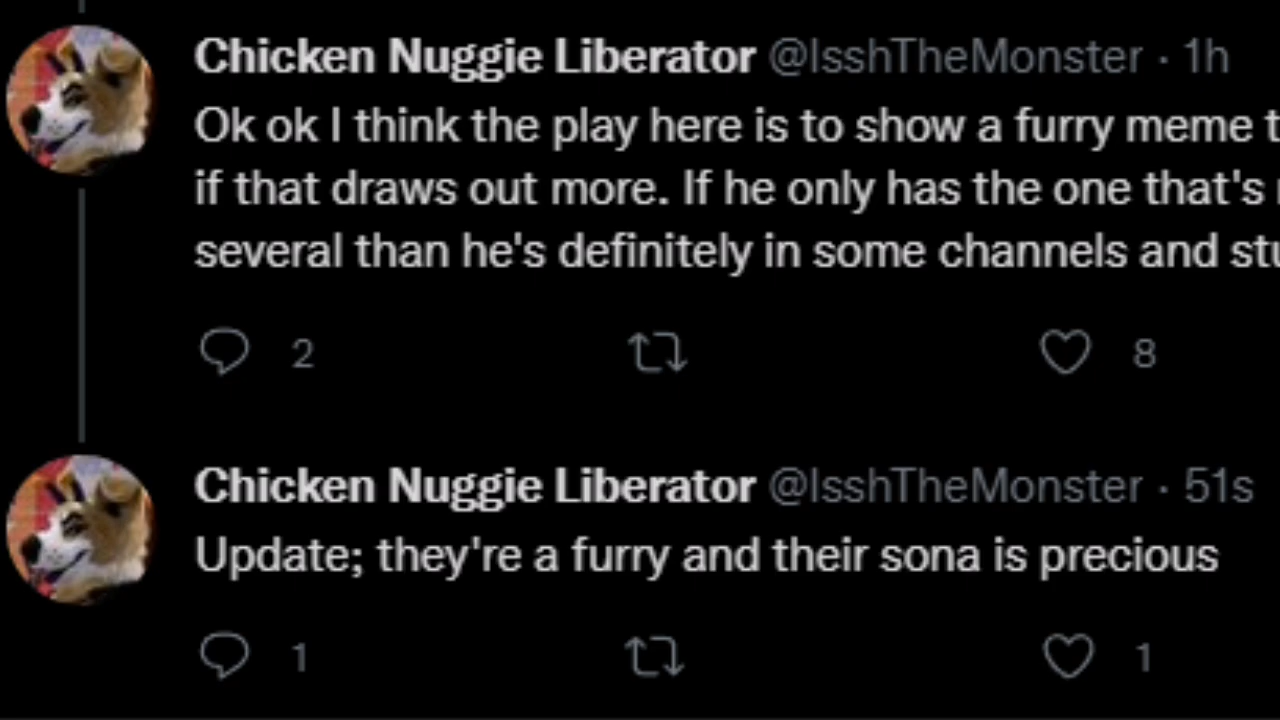 Chicken Nuggie Liberator @IsshTheMonster · 1h
Ok ok I think the play here is to show a furry meme
if that draws out more. If he only has the one that's
several than he's definitely in some channels and
2 8
Chicken Nuggie Liberator @IsshTheMonster · 51s
Update; they're a furry and their sona is precious
1 1